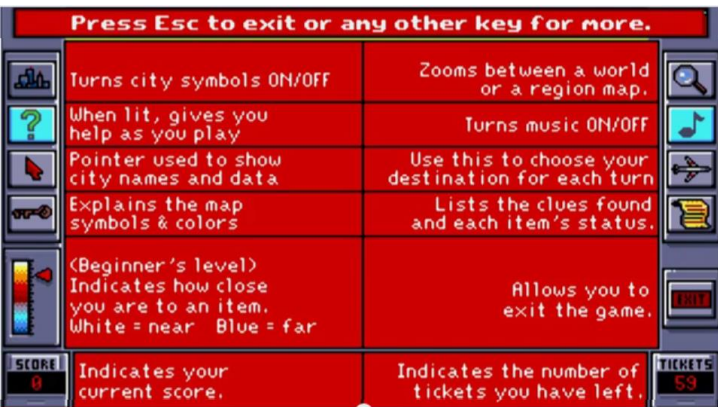 Press Esc to exit or any other key for more.
Turns city symbols ON/OFF
Zooms between a world
or a region map.
?
When lit, gives you
help as you play
Turns music ON/OFF
Pointer used to show
city names and data
Use this to choose your
destination for each turn
Explains the map
symbols & colors
Lists the clues found
and each item's status.
(Beginner's level)
Indicates how close
you are to an item.
White = near Blue = far
Allows you to
exit the game.
EXIT
SCORE
0
Indicates your
current score.
Indicates the number of
tickets you have left.
TICKETS
59